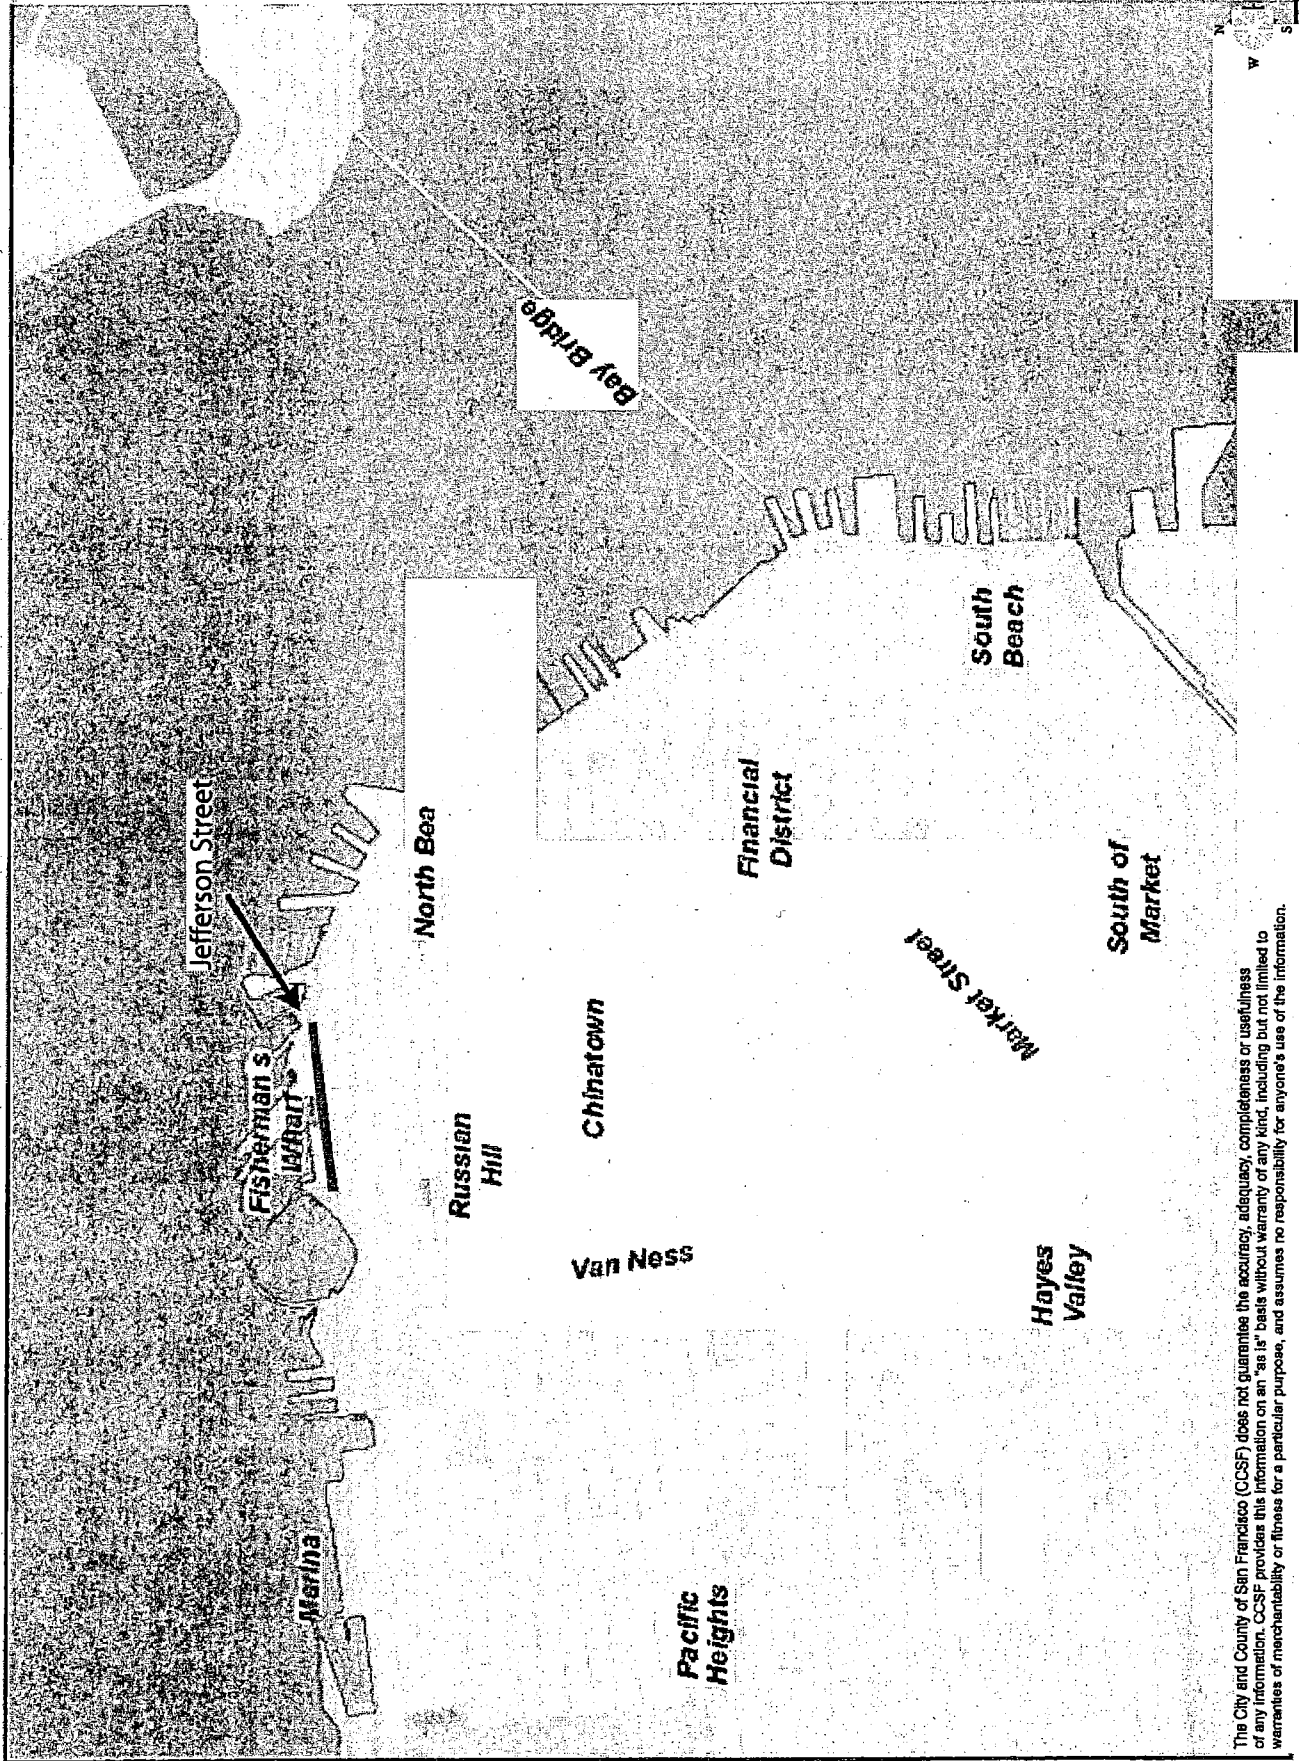 Jefferson Street
Fisherman s
Wharf
Marina
North Bea
Bay Bridge
Russian
Hill
Chinatown
Van Ness
Pacific
Heights
Financial
District
Market Street
South
Beach
South of
Market
Hayes
Valley
N
W
S
The City and County of San Francisco (CCSF) does not guarantee the accuracy, adequacy, completeness or usefulness
of any information. CCSF provides this information on an "as is" basis without warranty of any kind, including but not limited to
warranties of merchantability or fitness for a particular purpose, and assumes no responsibility for anyone's use of the information.